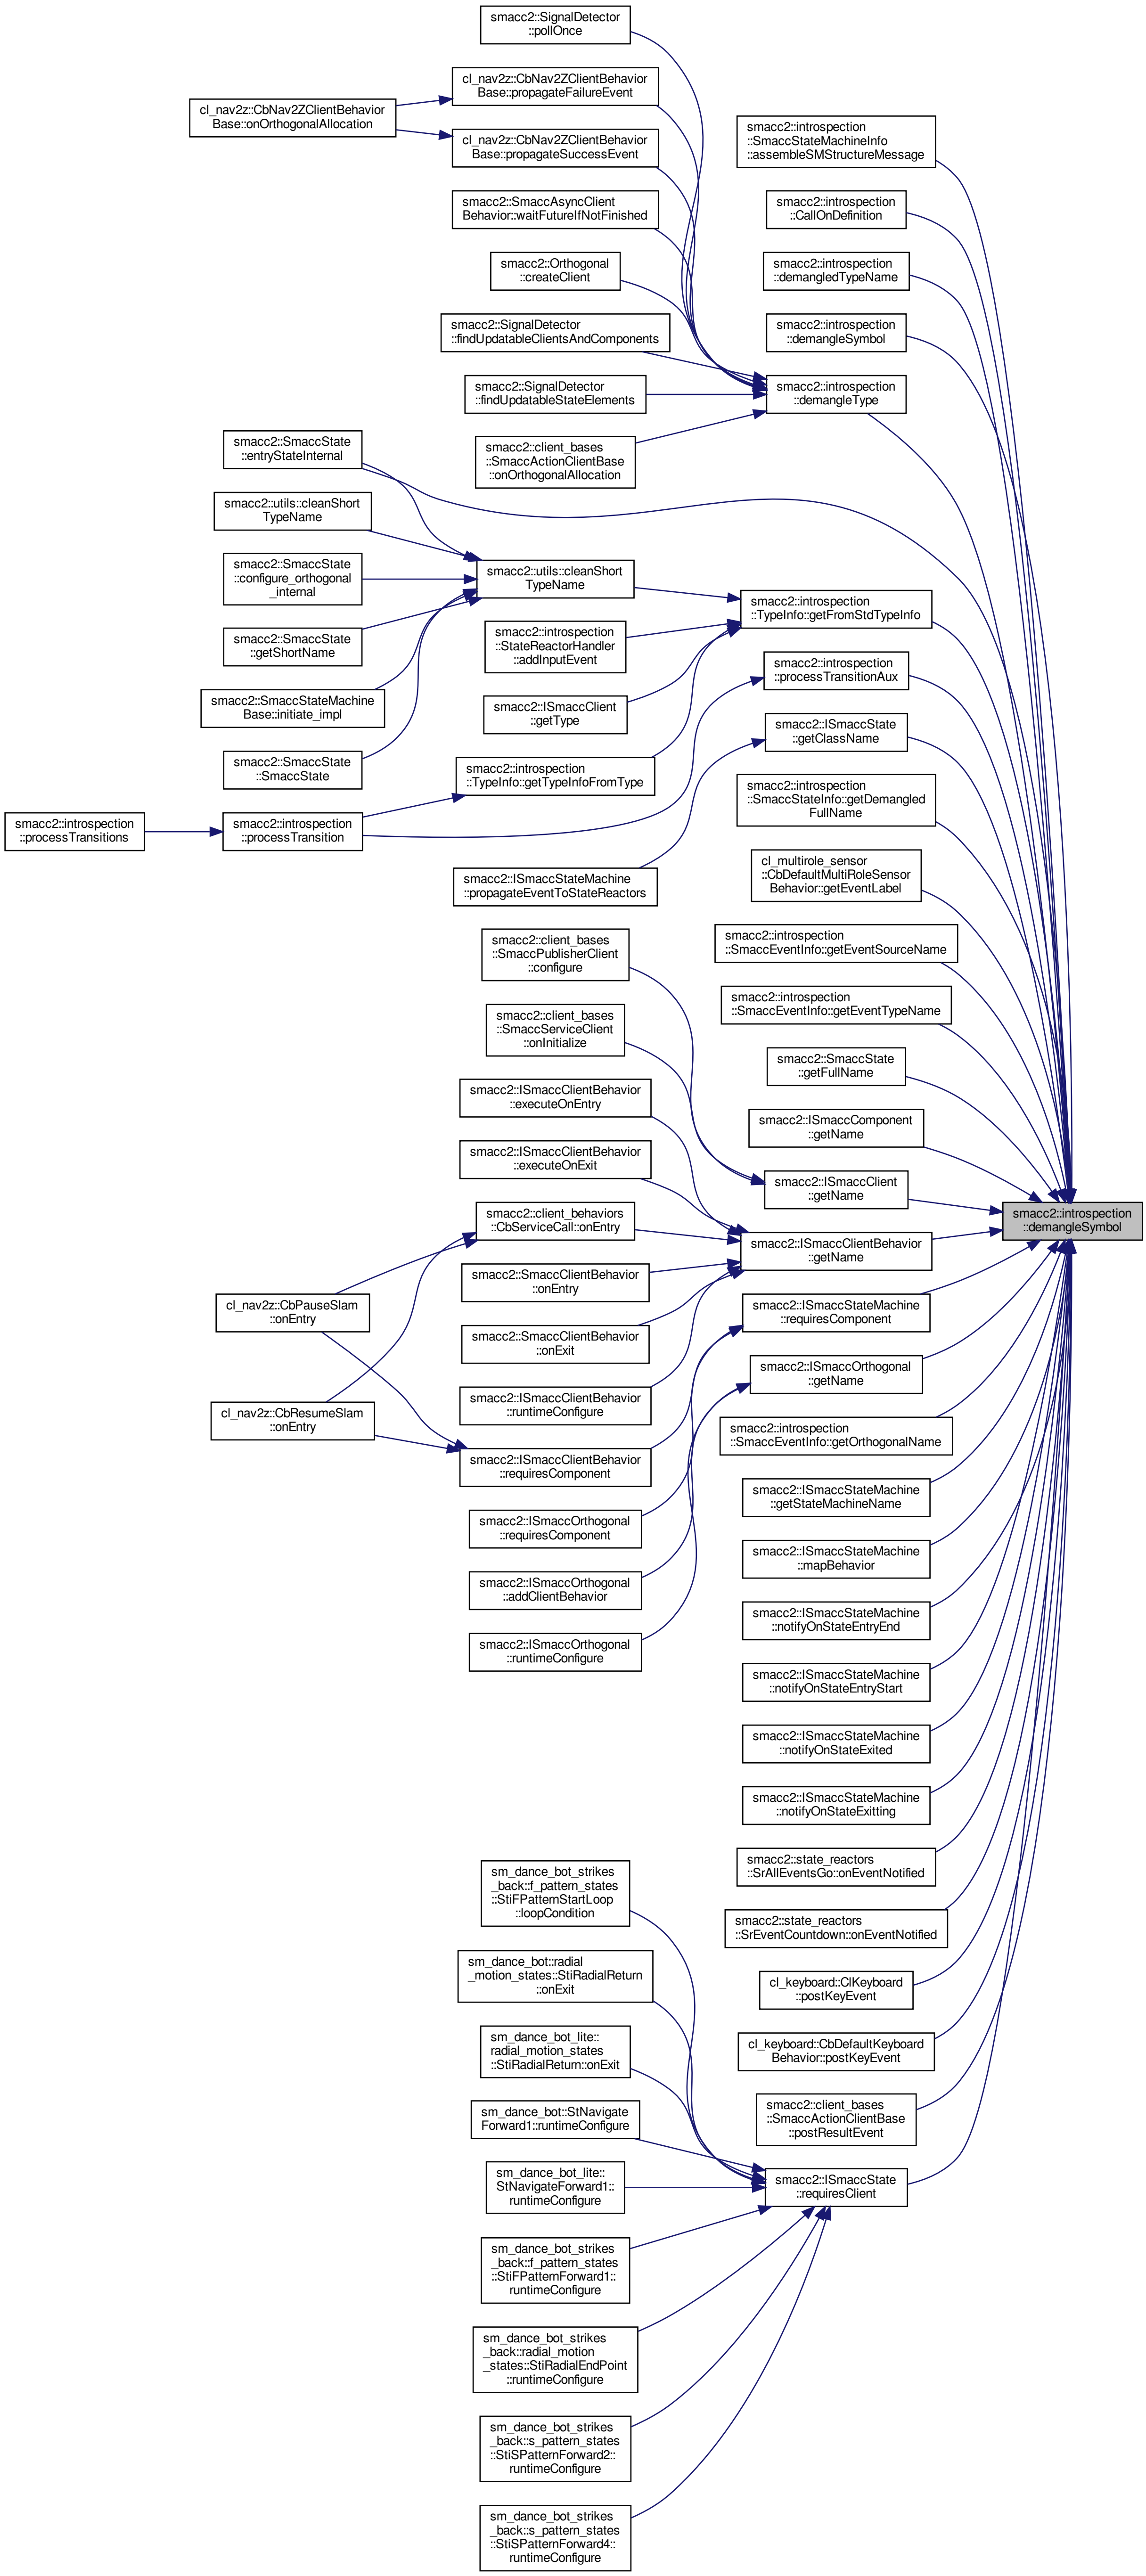 smacc2::SignalDetector
::pollOnce
cl_nav2z::CbNav2ZClientBehavior
Base::propagateFailureEvent
cl_nav2z::CbNav2ZClientBehavior
Base::onOrthogonalAllocation
cl_nav2z::CbNav2ZClientBehavior
Base::propagateSuccessEvent
smacc2::SmaccAsyncClient
Behavior::waitFutureIfNotFinished
smacc2::Orthogonal
::createClient
smacc2::SignalDetector
::findUpdatableClientsAndComponents
smacc2::SignalDetector
::findUpdatableStateElements
smacc2::client_bases
::SmaccActionClientBase
::onOrthogonalAllocation
smacc2::introspection
::SmaccStateMachineInfo
::assembleSMStructureMessage
smacc2::introspection
::CallOnDefinition
smacc2::introspection
::demangledTypeName
smacc2::introspection
::demangleSymbol
smacc2::introspection
::demangleType
smacc2::SmaccState
::entryStateInternal
smacc2::utils::cleanShort
TypeName
smacc2::SmaccState
::configure_orthogonal
_internal
smacc2::SmaccState
::getShortName
smacc2::SmaccStateMachine
Base::initiate_impl
smacc2::SmaccState
::SmaccState
smacc2::introspection
::processTransitions
smacc2::introspection
::processTransition
smacc2::utils::cleanShort
TypeName
smacc2::introspection
::StateReactorHandler
::addInputEvent
smacc2::ISmaccClient
::getType
smacc2::introspection
::TypeInfo::getTypeInfoFromType
smacc2::ISmaccStateMachine
::propagateEventToStateReactors
smacc2::introspection
::TypeInfo::getFromStdTypeInfo
smacc2::introspection
::processTransitionAux
smacc2::ISmaccState
::getClassName
smacc2::introspection
::SmaccStateInfo::getDemangled
FullName
cl_multirole_sensor
::CbDefaultMultiRoleSensor
Behavior::getEventLabel
smacc2::introspection
::SmaccEventInfo::getEventSourceName
smacc2::introspection
::SmaccEventInfo::getEventTypeName
smacc2::SmaccState
::getFullName
smacc2::ISmaccComponent
::getName
smacc2::ISmaccClient
::getName
smacc2::introspection
::demangleSymbol
smacc2::client_bases
::SmaccPublisherClient
::configure
smacc2::client_bases
::SmaccServiceClient
::onInitialize
smacc2::ISmaccClientBehavior
::executeOnEntry
smacc2::ISmaccClientBehavior
::executeOnExit
smacc2::client_behaviors
::CbServiceCall::onEntry
smacc2::SmaccClientBehavior
::onEntry
smacc2::SmaccClientBehavior
::onExit
smacc2::ISmaccClientBehavior
::runtimeConfigure
smacc2::ISmaccClientBehavior
::requiresComponent
cl_nav2z::CbPauseSlam
::onEntry
cl_nav2z::CbResumeSlam
::onEntry
smacc2::ISmaccOrthogonal
::requiresComponent
smacc2::ISmaccOrthogonal
::addClientBehavior
smacc2::ISmaccOrthogonal
::runtimeConfigure
smacc2::ISmaccClientBehavior
::getName
smacc2::ISmaccStateMachine
::requiresComponent
smacc2::ISmaccOrthogonal
::getName
smacc2::introspection
::SmaccEventInfo::getOrthogonalName
smacc2::ISmaccStateMachine
::getStateMachineName
smacc2::ISmaccStateMachine
::mapBehavior
smacc2::ISmaccStateMachine
::notifyOnStateEntryEnd
smacc2::ISmaccStateMachine
::notifyOnStateEntryStart
smacc2::ISmaccStateMachine
::notifyOnStateExited
smacc2::ISmaccStateMachine
::notifyOnStateExitting
smacc2::state_reactors
::SrAllEventsGo::onEventNotified
smacc2::state_reactors
::SrEventCountdown::onEventNotified
cl_keyboard::ClKeyboard
::postKeyEvent
cl_keyboard::CbDefaultKeyboard
Behavior::postKeyEvent
smacc2::client_bases
::SmaccActionClientBase
::postResultEvent
smacc2::ISmaccState
::requiresClient
sm_dance_bot_strikes
_back::f_pattern_states
::StiFPatternStartLoop
::loopCondition
sm_dance_bot::radial
_motion_states::StiRadialReturn
::onExit
sm_dance_bot_lite::
radial_motion_states
::StiRadialReturn::onExit
sm_dance_bot::StNavigate
Forward1::runtimeConfigure
sm_dance_bot_lite::
StNavigateForward1::
runtimeConfigure
sm_dance_bot_strikes
_back::f_pattern_states
::StiFPatternForward1::
runtimeConfigure
sm_dance_bot_strikes
_back::radial_motion
_states::StiRadialEndPoint
::runtimeConfigure
sm_dance_bot_strikes
_back::s_pattern_states
::StiSPatternForward2::
runtimeConfigure
sm_dance_bot_strikes
_back::s_pattern_states
::StiSPatternForward4::
runtimeConfigure